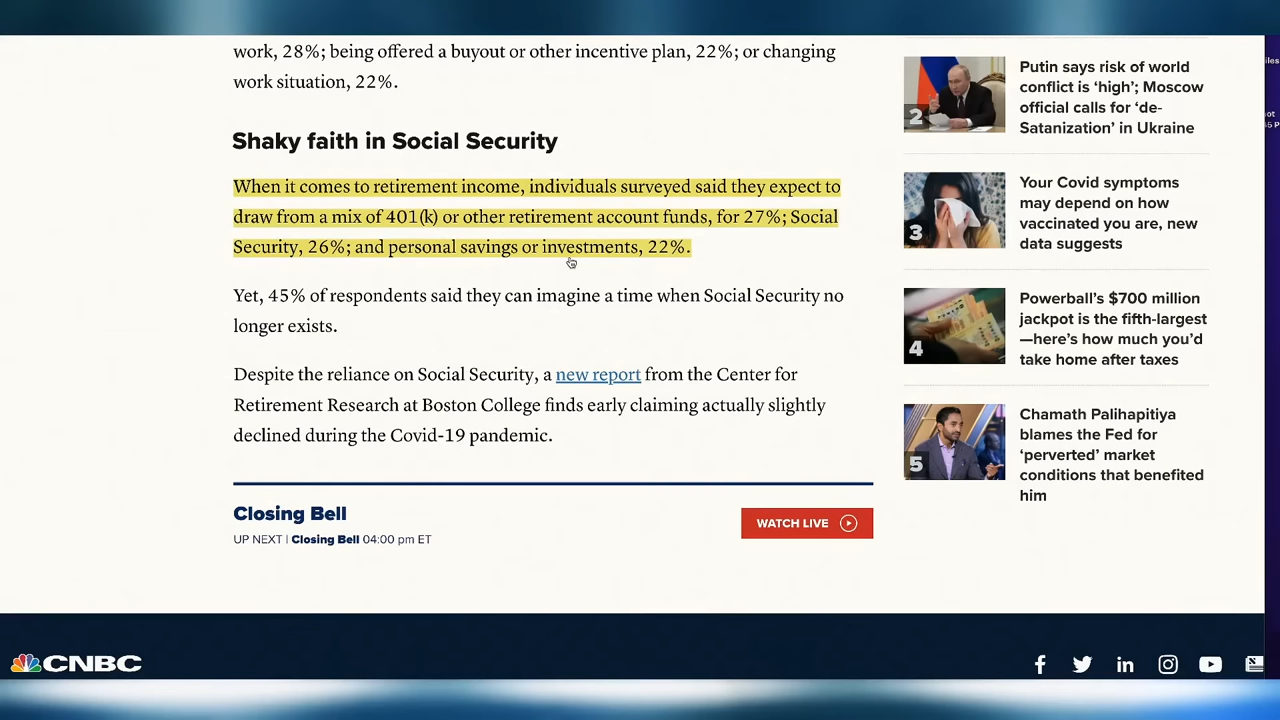 work, 28%; being offered a buyout or other incentive plan, 22%; or changing
work situation, 22%.
Shaky faith in Social Security
When it comes to retirement income, individuals surveyed said they expect to
draw from a mix of 401(k) or other retirement account funds, for 27%; Social
Security, 26%; and personal savings or investments, 22%.
Yet, 45% of respondents said they can imagine a time when Social Security no
longer exists.
Despite the reliance on Social Security, a new report from the Center for
Retirement Research at Boston College finds early claiming actually slightly
declined during the Covid-19 pandemic.
Closing Bell
UP NEXT | Closing Bell 04:00 pm ET
WATCH LIVE
2
Putin says risk of world
conflict is ‘high’; Moscow
official calls for ‘de-
Satanization’ in Ukraine
3
Your Covid symptoms
may depend on how
vaccinated you are, new
data suggests
4
Powerball’s $700 million
jackpot is the fifth-largest
—here’s how much you’d
take home after taxes
5
Chamath Palihapitiya
blames the Fed for
‘perverted’ market
conditions that benefited
him
CNBC